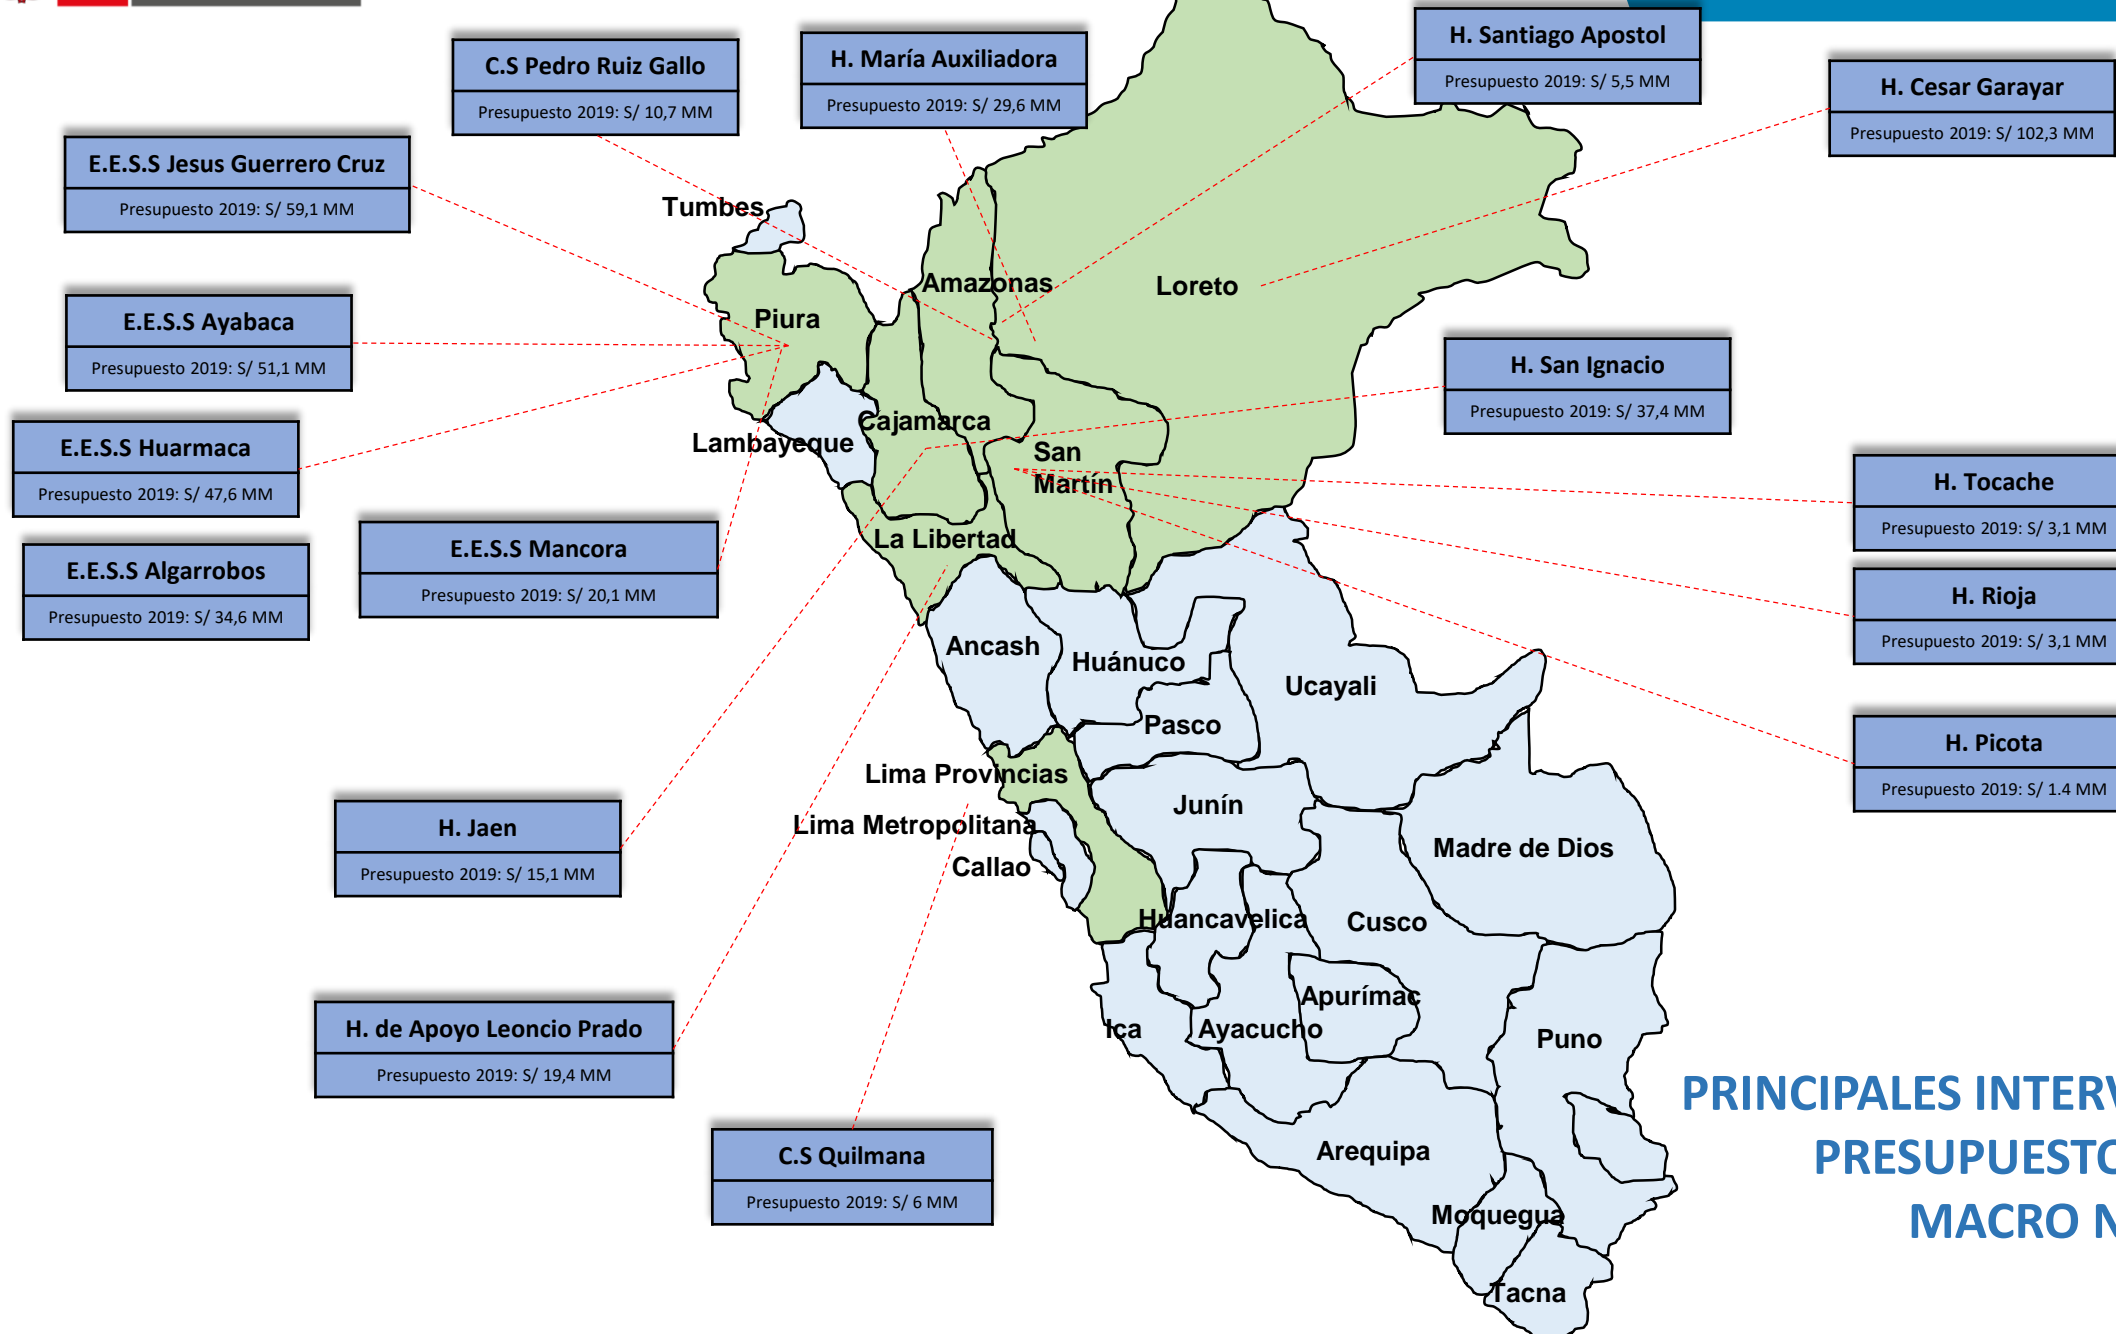 H. Santiago Apostol
Presupuesto 2019: S/ 5,5 MM
C.S Pedro Ruiz Gallo
Presupuesto 2019: S/ 10,7 MM
H. María Auxiliadora
Presupuesto 2019: S/ 29,6 MM
H. Cesar Garayar
Presupuesto 2019: S/ 102,3 MM
E.E.S.S Jesus Guerrero Cruz
Presupuesto 2019: S/ 59,1 MM
Tumbes
Amazonas
Loreto
E.E.S.S Ayabaca
Presupuesto 2019: S/ 51,1 MM
Piura
H. San Ignacio
Presupuesto 2019: S/ 37,4 MM
E.E.S.S Huarmaca
Presupuesto 2019: S/ 47,6 MM
Lambayeque
Cajamarca
San
Martín
H. Tocache
Presupuesto 2019: S/ 3,1 MM
E.E.S.S Algarrobos
Presupuesto 2019: S/ 34,6 MM
E.E.S.S Mancora
Presupuesto 2019: S/ 20,1 MM
La Libertad
H. Rioja
Presupuesto 2019: S/ 3,1 MM
Ancash
Huánuco
Ucayali
Pasco
H. Picota
Presupuesto 2019: S/ 1.4 MM
Lima Provincias
Junín
Lima Metropolitana
Callao
Madre de Dios
H. Jaen
Presupuesto 2019: S/ 15,1 MM
Huancavelica
Cusco
Apurímac
Ica
Ayacucho
Puno
H. de Apoyo Leoncio Prado
Presupuesto 2019: S/ 19,4 MM
C.S Quilmana
Presupuesto 2019: S/ 6 MM
Arequipa
Moquegua
Tacna
PRINCIPALES INTERV
PRESUPUESTO
MACRO N